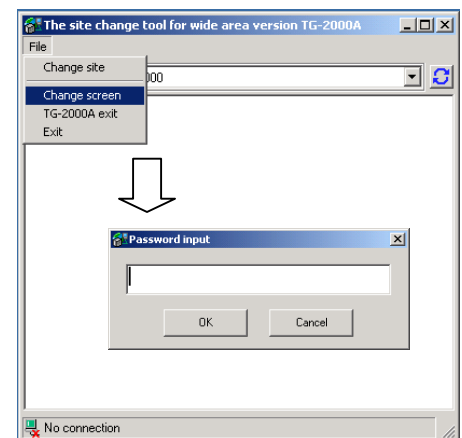 The site change tool for wide area version TG-2000A
File
Change site
000
Change screen
TG-2000A exit
Exit
Password input
OK
Cancel
No connection